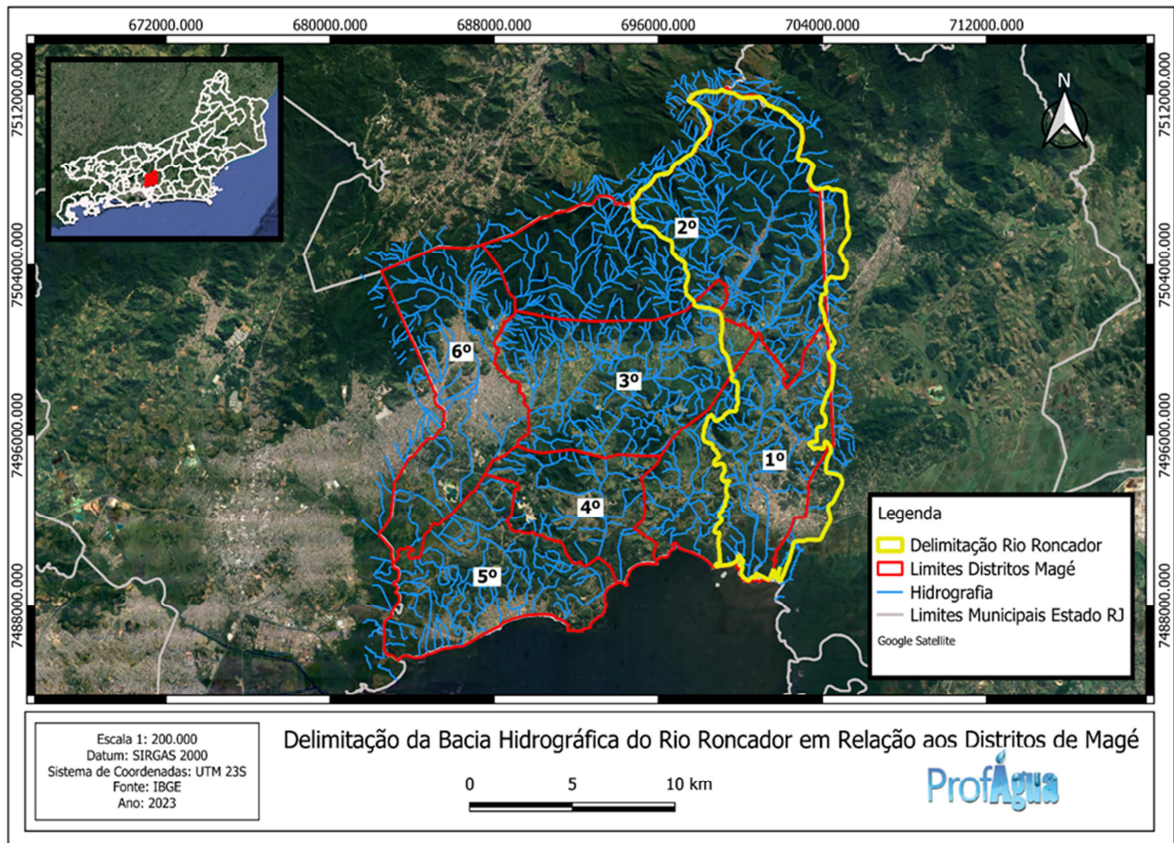 672000.000 680000.000 688000.000 696000.000 704000.000 712000.000
7512000.000
7504000.000
7496000.000
7488000.000
7512000.000
7504000.000
7496000.000
7488000.000
N
2º
6º
3º
1º
4º
5º
Legenda
Delimitação Rio Roncador
Limites Distritos Magé
Hidrografia
Limites Municipais Estado RJ
Google Satellite
Escala 1: 200.000
Datum: SIRGAS 2000
Sistema de Coordenadas: UTM 23S
Fonte: IBGE
Ano: 2023
Delimitação da Bacia Hidrográfica do Rio Roncador em Relação aos Distritos de Magé
0 5 10 km
ProfÁgua